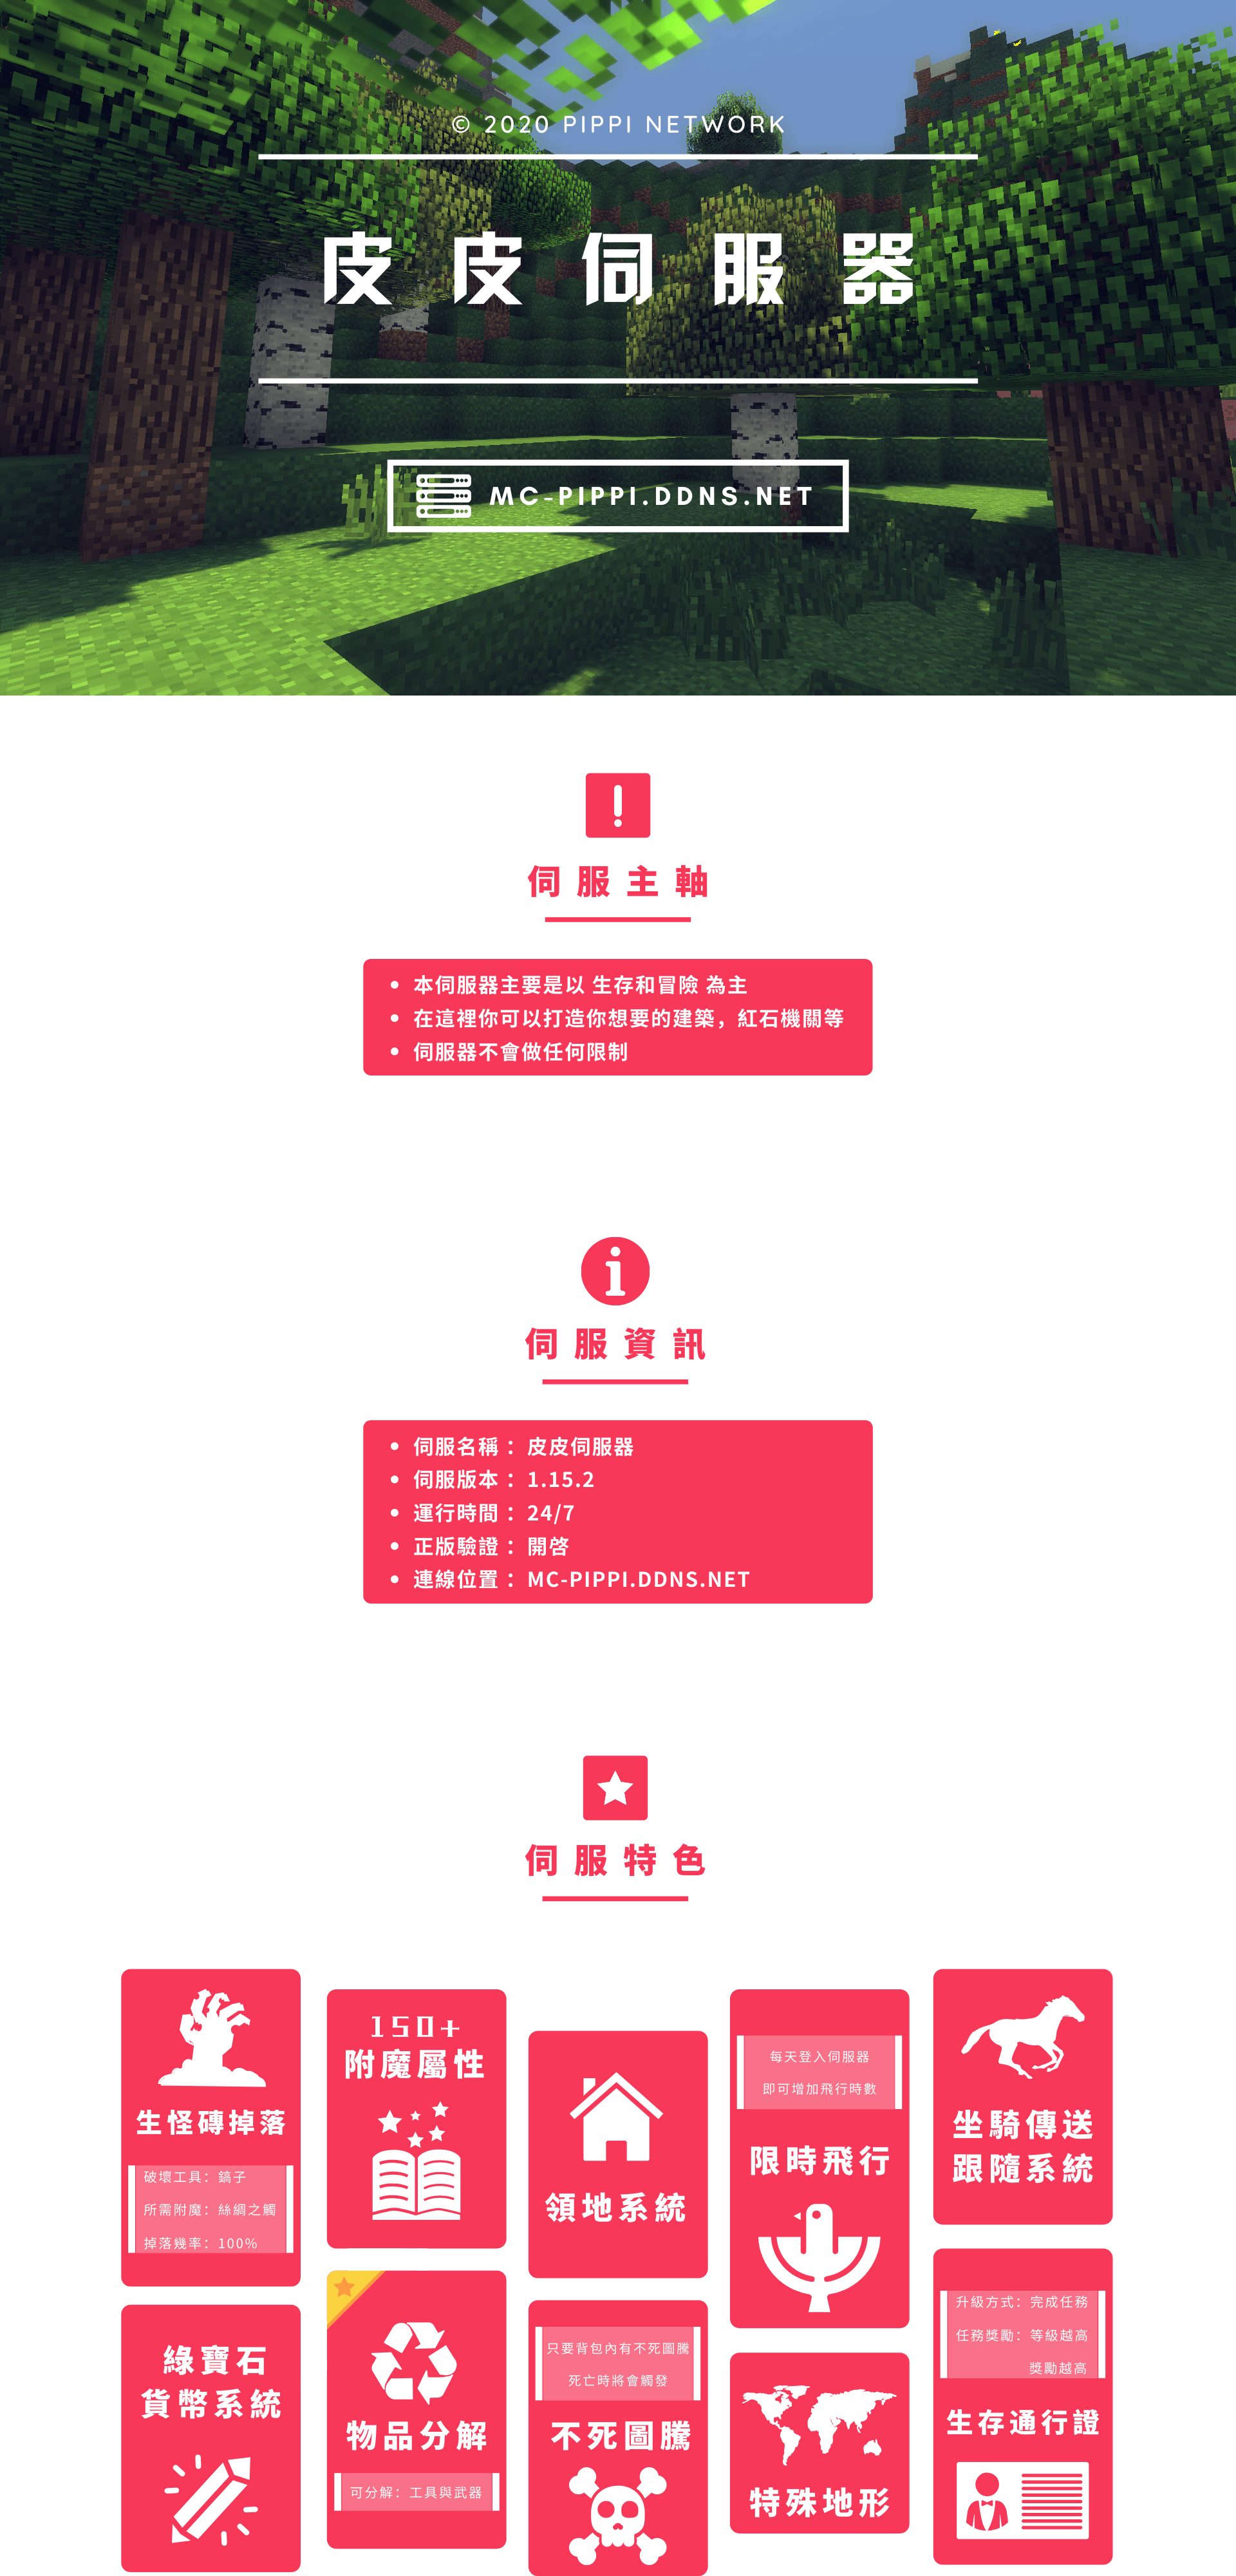 © 2020 PIPPI NETWORK
皮皮伺服器
MC-PIPPI.DDNS.NET
伺服主軸
• 本伺服器主要是以 生存和冒險 為主
• 在這裡你可以打造你想要的建築，紅石機關等
• 伺服器不會做任何限制
伺服資訊
• 伺服名稱： 皮皮伺服器
• 伺服版本： 1.15.2
• 運行時間： 24/7
• 正版驗證： 開啓
• 連線位置： MC-PIPPI.DDNS.NET
伺服特色
生怪磚掉落
破壞工具：鎬子
所需附魔：絲綢之觸
掉落幾率：100%
150+
附魔屬性
領地系統
每天登入伺服器
即可增加飛行時數
限時飛行
坐騎傳送
跟隨系統
綠寶石
貨幣系統
物品分解
可分解：工具與武器
只要背包內有不死圖騰
死亡時將會觸發
不死圖騰
特殊地形
升級方式：完成任務
任務獎勵：等級越高
獎勵越高
生存通行證